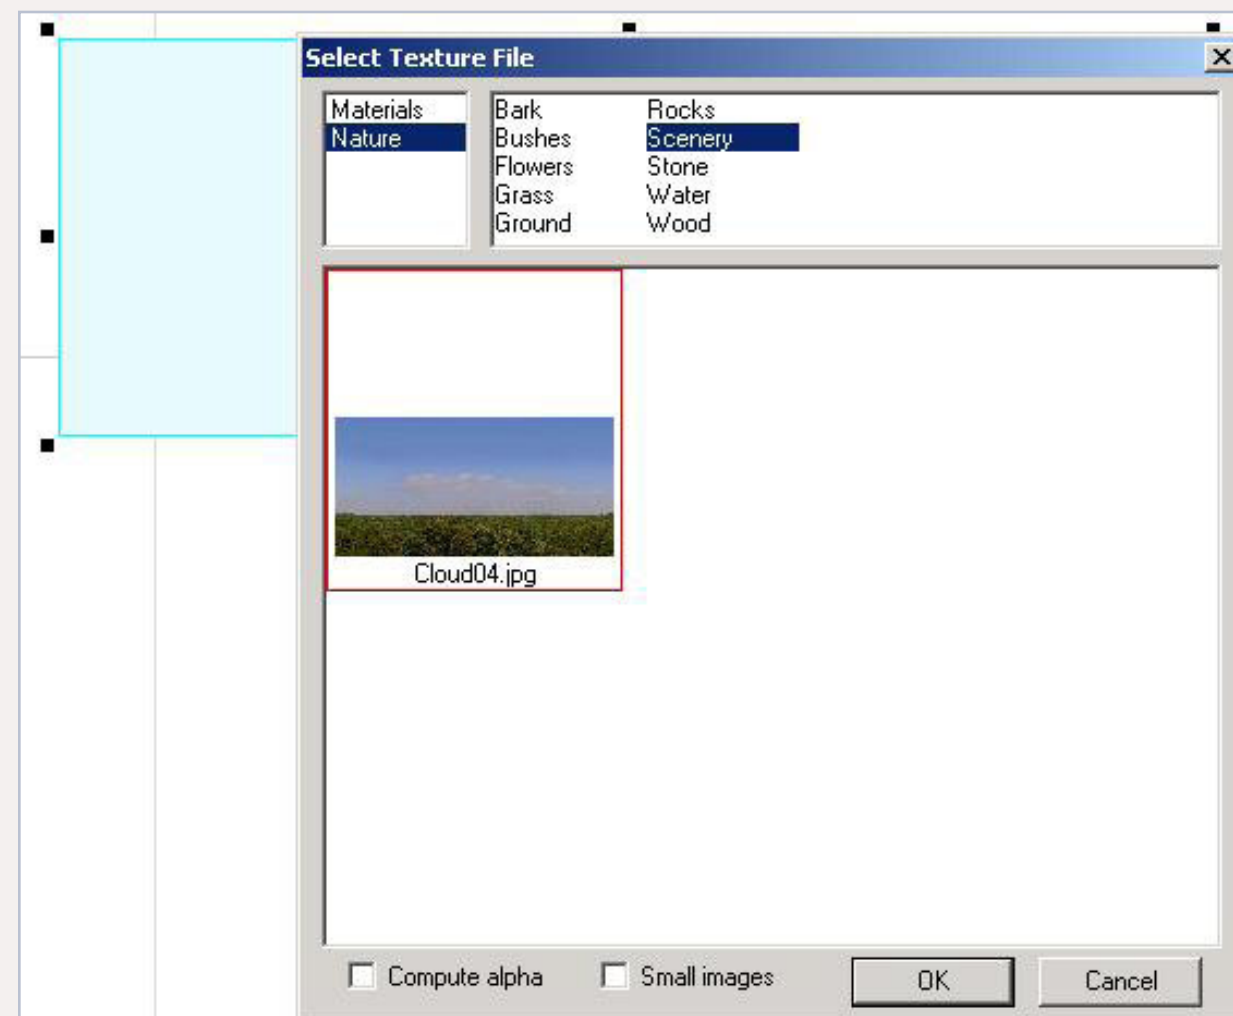 Select Texture File
Materials
Nature
Bark
Bushes
Flowers
Grass
Ground
Rocks
Scenery
Stone
Water
Wood
Cloud04.jpg
Compute alpha
Small images
OK
Cancel